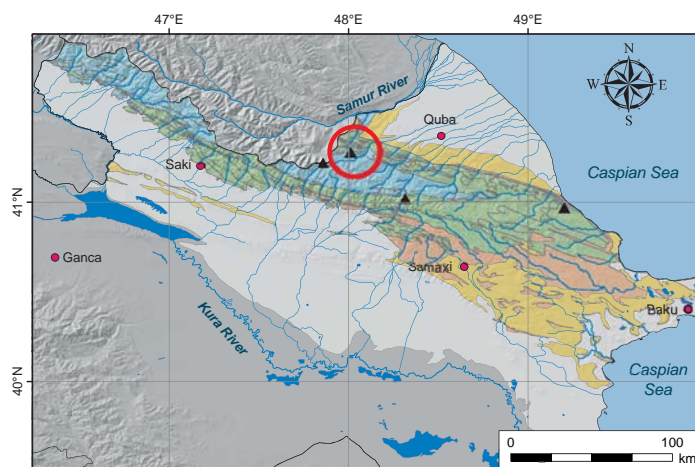 47°E 48°E 49°E
N
W E
S
Samur River
Quba
Saki
Caspian Sea
41°N
Ganca
Samaxi
Kura River
Baku
40°N
Caspian
Sea
0 100
km